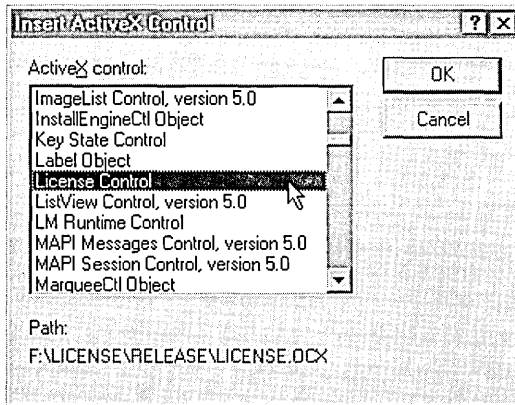 Insert ActiveX Control
? ×
ActiveX control:
OK
Cancel
ImageList Control, version 5.0
InstallEngineCtl Object
Key State Control
Label Object
License Control
ListView Control, version 5.0
LM Runtime Control
MAPI Messages Control, version 5.0
MAPI Session Control, version 5.0
MarqueeCtl Object
Path:
F:\LICENSE\RELEASE\LICENSE.OCX